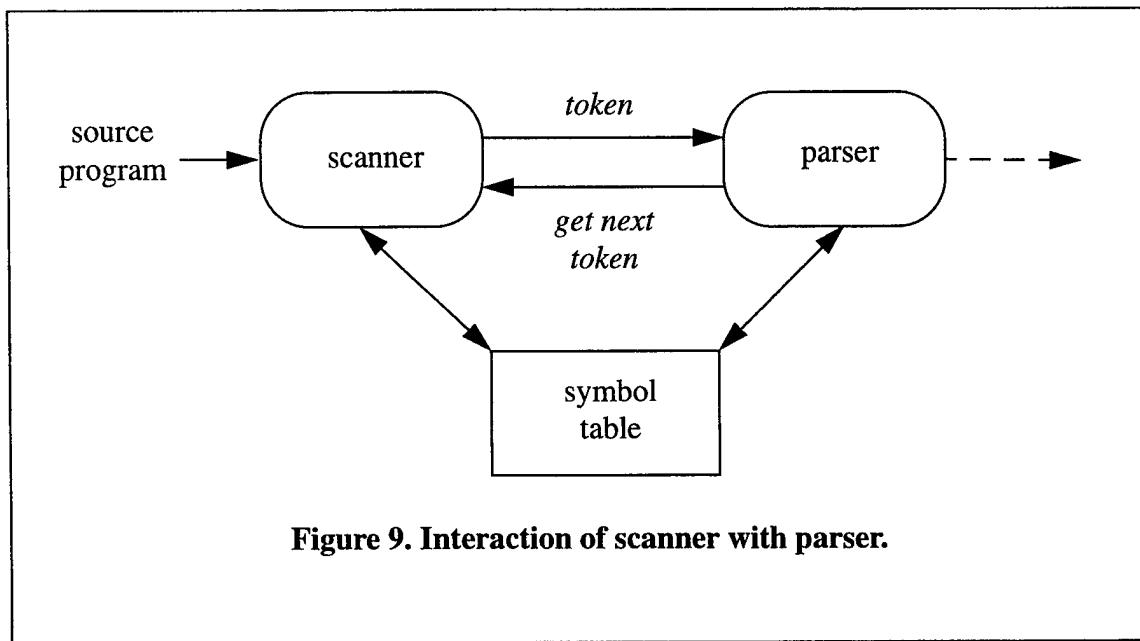 token
source
program
scanner
parser
get next
token
symbol
table
Figure 9. Interaction of scanner with parser.